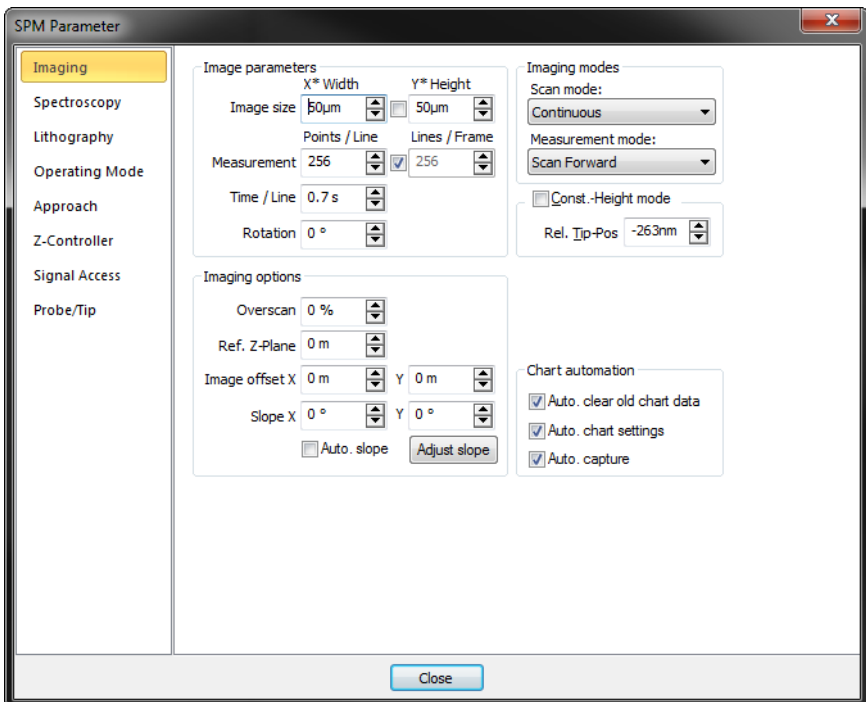 SPM Parameter
Imaging
Spectroscopy
Lithography
Operating Mode
Approach
Z-Controller
Signal Access
Probe/Tip
Image parameters
X* Width Y* Height
Image size 50µm 50µm
Points / Line Lines / Frame
Measurement 256 256
Time / Line 0.7 s
Rotation 0 °
Imaging modes
Scan mode:
Continuous
Measurement mode:
Scan Forward
Const.-Height mode
Rel. Tip-Pos -263nm
Imaging options
Overscan 0 %
Ref. Z-Plane 0 m
Image offset X 0 m Y 0 m
Slope X 0 ° Y 0 °
Auto. slope Adjust slope
Chart automation
Auto. clear old chart data
Auto. chart settings
Auto. capture
Close